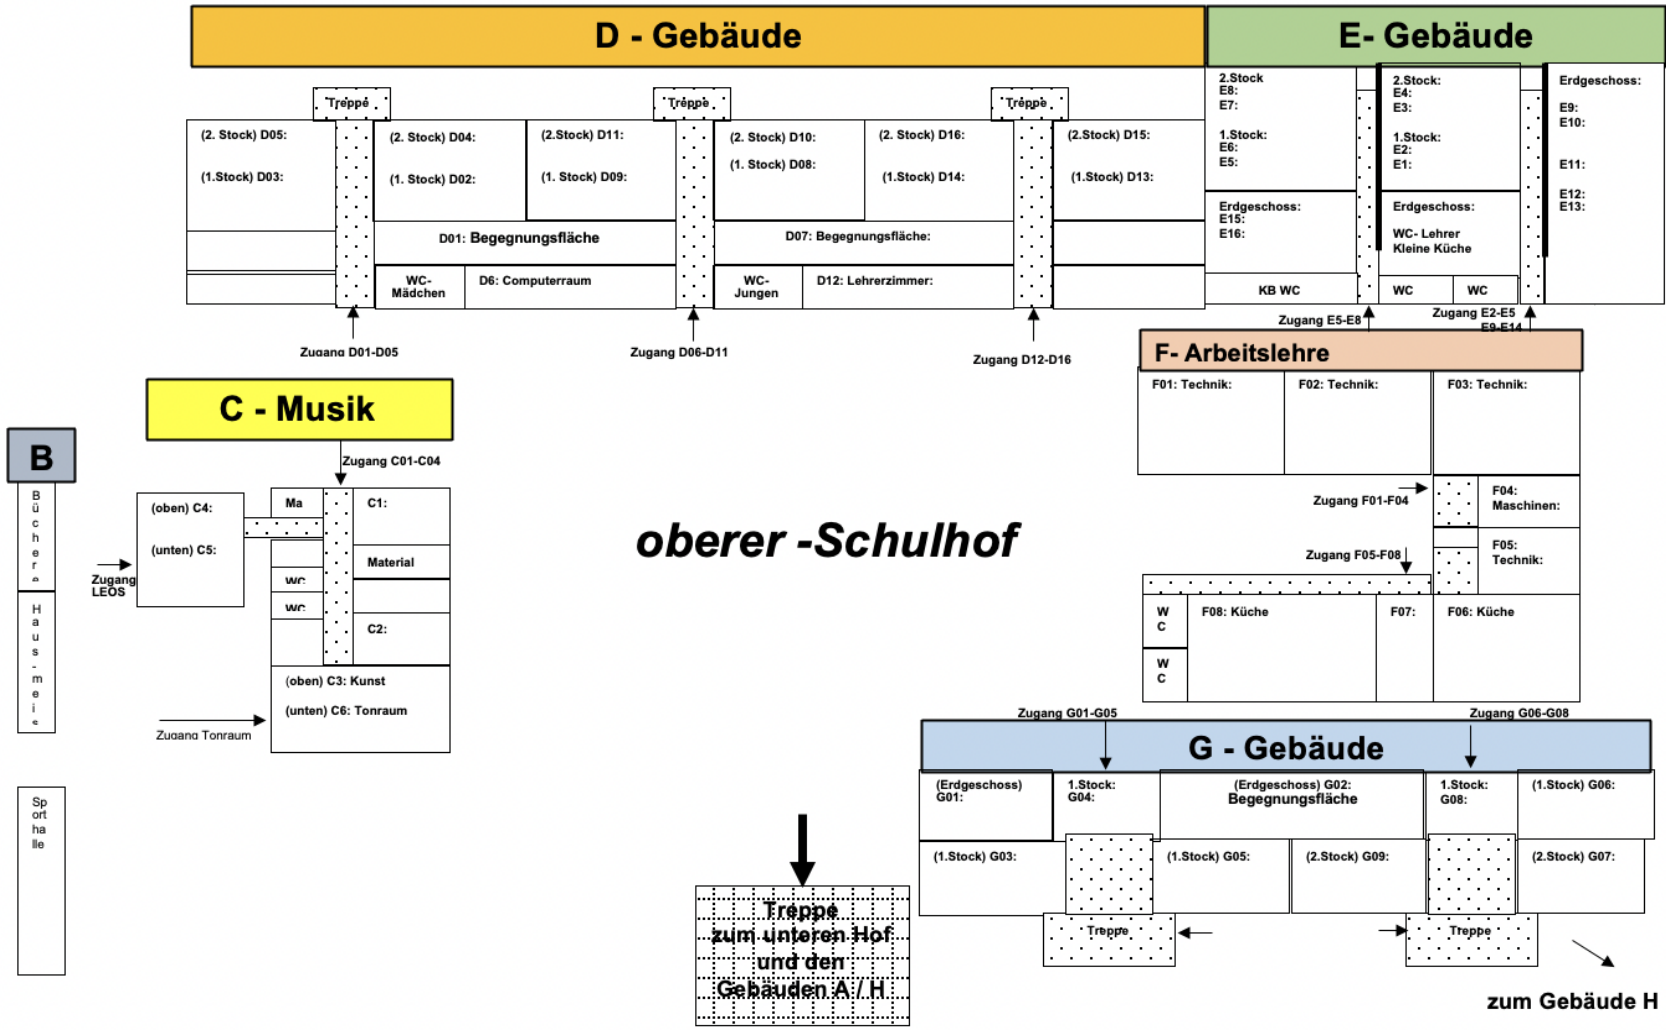 D - Gebäude
E- Gebäude
Treppe
Treppe
Treppe
(2. Stock) D05:
(1.Stock) D03:
(2. Stock) D04:
(1. Stock) D02:
(2.Stock) D11:
(1. Stock) D09:
(2. Stock) D10:
(1. Stock) D08:
(2. Stock) D16:
(1.Stock) D14:
(2.Stock) D15:
(1.Stock) D13:
D01: Begegnungsfläche
D07: Begegnungsfläche:
WC-
Mädchen
D6: Computerraum
WC-
Jungen
D12: Lehrerzimmer:
Zugang D01-D05
Zugang D06-D11
Zugang D12-D16
2.Stock
E8:
E7:
1.Stock:
E6:
E5:
Erdgeschoss:
E15:
E16:
KB WC
2.Stock:
E4:
E3:
1.Stock:
E2:
E1:
Erdgeschoss:
WC- Lehrer
Kleine Küche
WC
WC
Erdgeschoss:
E9:
E10:
E11:
E12:
E13:
Zugang E5-E8
Zugang E2-E5
E9-E14
F- Arbeitslehre
F01: Technik:
F02: Technik:
F03: Technik:
Zugang F01-F04
F04:
Maschinen:
Zugang F05-F08
F05:
Technik:
W
C
W
C
F08: Küche
F07:
F06: Küche
C - Musik
Zugang C01-C04
B
B
ü
c
h
e
r
e
H
a
u
s
-
m
e
i
s
Zugang
LEOS
(oben) C4:
(unten) C5:
Ma
C1:
Material
WC
WC
C2:
(oben) C3: Kunst
(unten) C6: Tonraum
Zugang Tonraum
Sp
ort
ha
lle
oberer -Schulhof
Treppe
zum unteren Hof
und den
Gebäuden A / H
Zugang G01-G05
Zugang G06-G08
G - Gebäude
(Erdgeschoss)
G01:
1.Stock:
G04:
(Erdgeschoss) G02:
Begegnungsfläche
1.Stock:
G08:
(1.Stock) G06:
(1.Stock) G03:
(1.Stock) G05:
(2.Stock) G09:
(2.Stock) G07:
Treppe
Treppe
zum Gebäude H